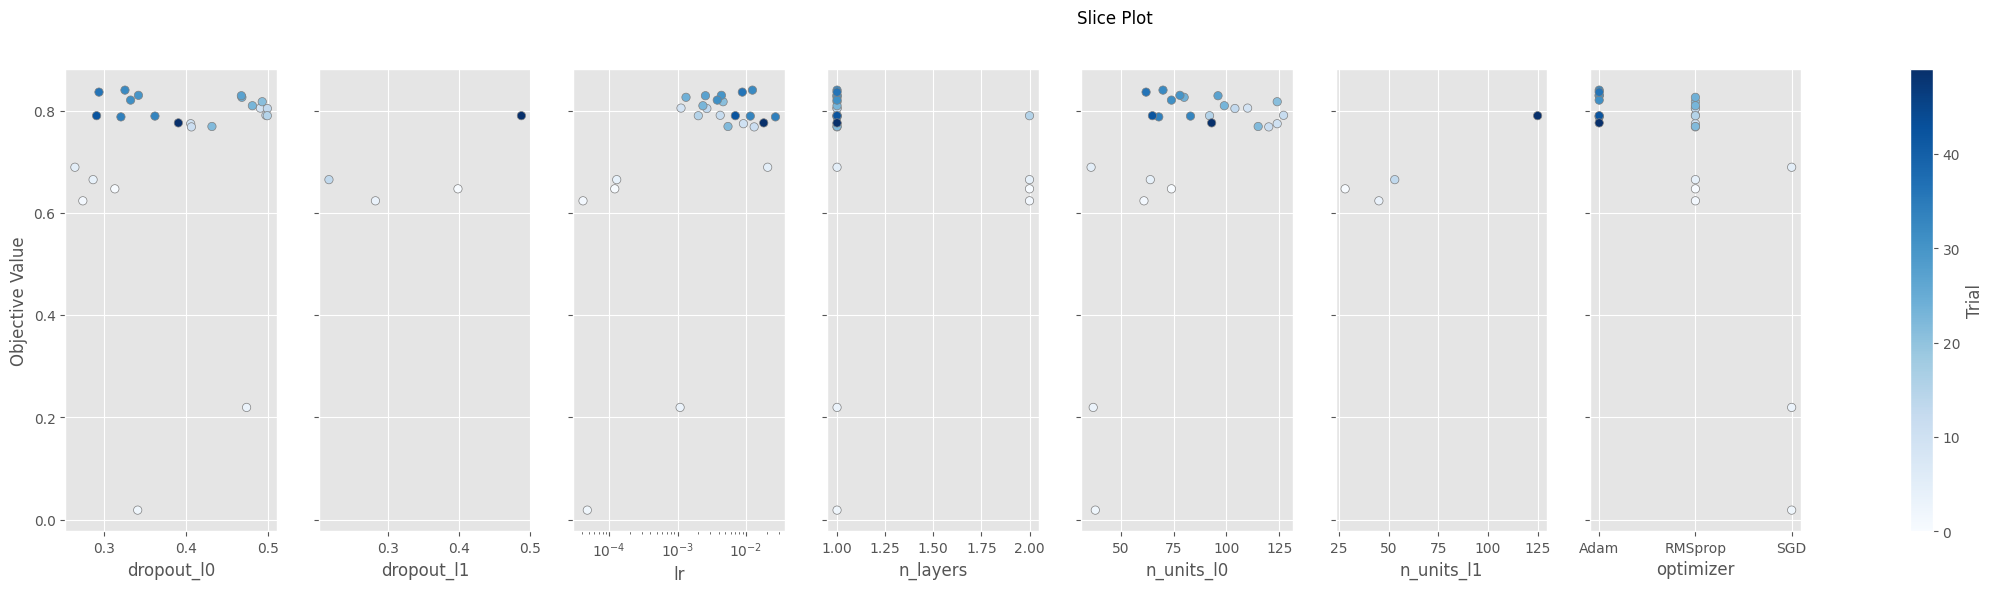 Slice Plot
Objective Value
0.0
0.2
0.4
0.6
0.8
0.3 0.4 0.5
dropout_l0
0.3 0.4 0.5
dropout_l1
10⁻⁴ 10⁻³ 10⁻²
lr
1.00 1.25 1.50 1.75 2.00
n_layers
50 75 100 125
n_units_l0
25 50 75 100 125
n_units_l1
Adam RMSprop SGD
optimizer
0
10
20
30
40
Trial